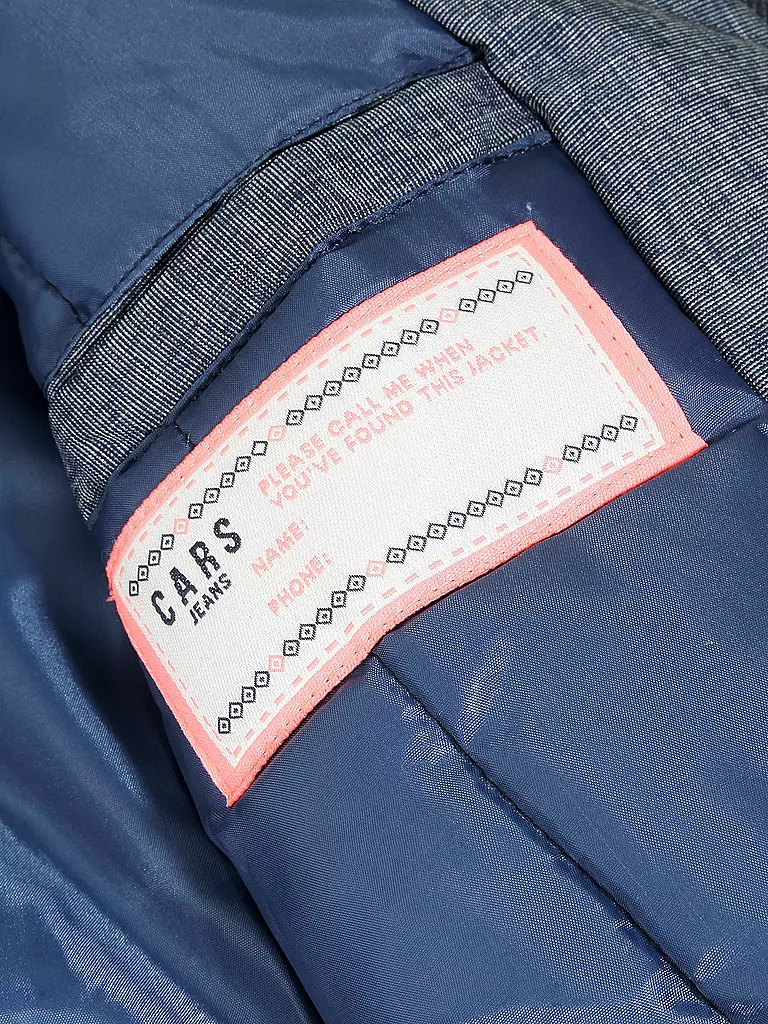 CARS
JEANS
PLEASE CALL ME WHEN
YOU'VE FOUND THIS JACKET.
NAME:
PHONE: